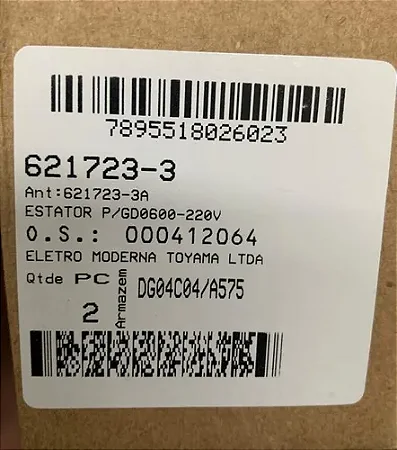 7895518026023
621723-3
Ant:621723-3A
ESTATOR P/GD0600-220V
O.S.: 000412064
ELETRO MODERNA TOYAMA LTDA
Qtde PC
2
Armazem
DG04C04/A575